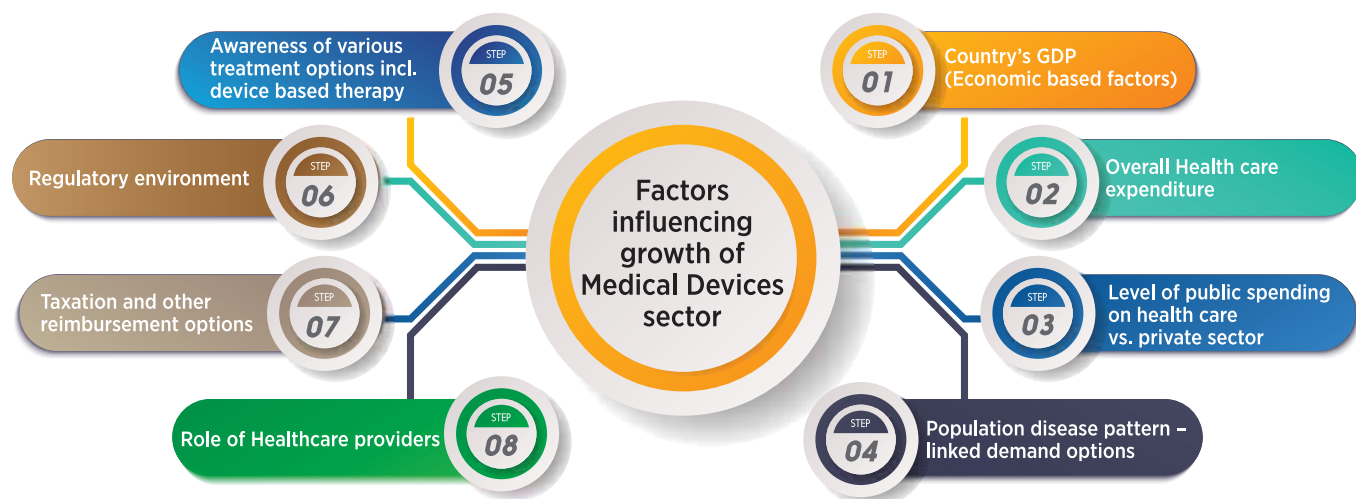 Factors
influencing
growth of
Medical Devices
sector
STEP
01
Country's GDP
(Economic based factors)
STEP
02
Overall Health care
expenditure
STEP
03
Level of public spending
on health care
vs. private sector
STEP
04
Population disease pattern –
linked demand options
STEP
05
Awareness of various
treatment options incl.
device based therapy
STEP
06
Regulatory environment
STEP
07
Taxation and other
reimbursement options
STEP
08
Role of Healthcare providers